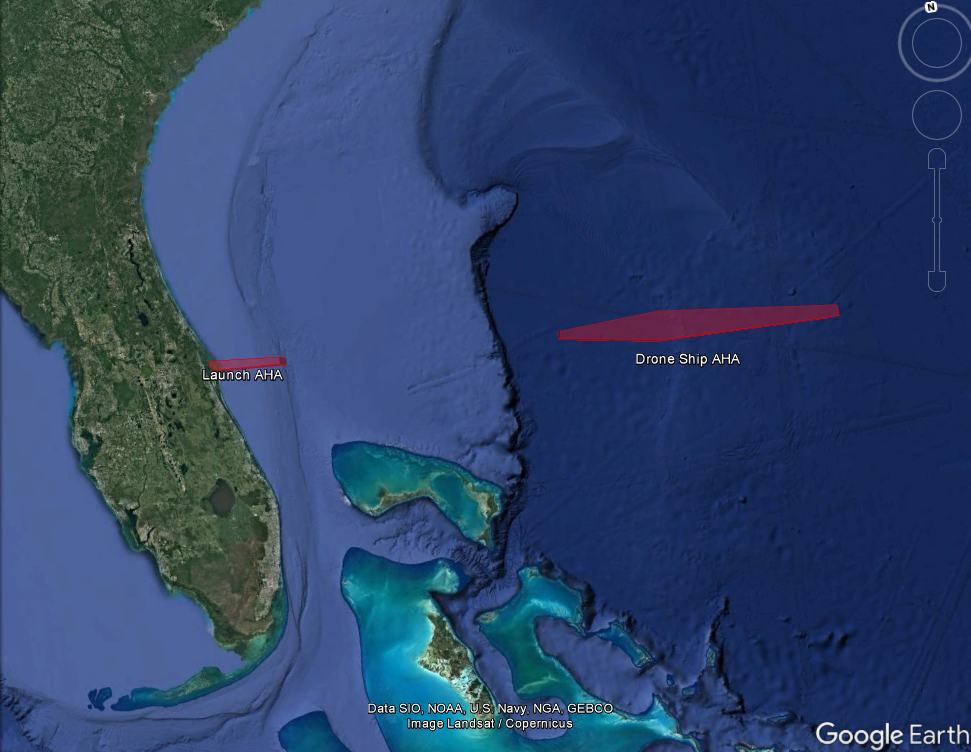 N
Drone Ship AHA
Launch AHA
Data SIO, NOAA, U.S. Navy, NGA, GEBCO
Image Landsat / Copernicus
Google Earth